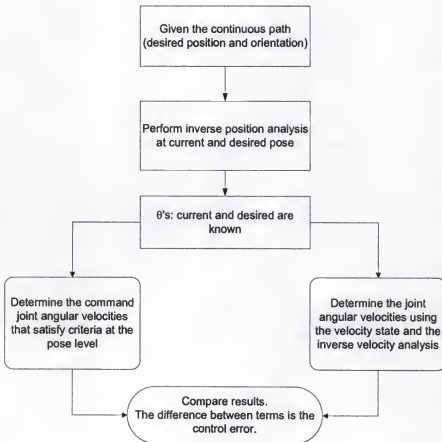 Given the continuous path
(desired position and orientation)
Perform inverse position analysis
at current and desired pose
θ's: current and desired are
known
Determine the command
joint angular velocities
that satisfy criteria at the
pose level
Determine the joint
angular velocities using
the velocity state and the
inverse velocity analysis
Compare results.
The difference between terms is the
control error.